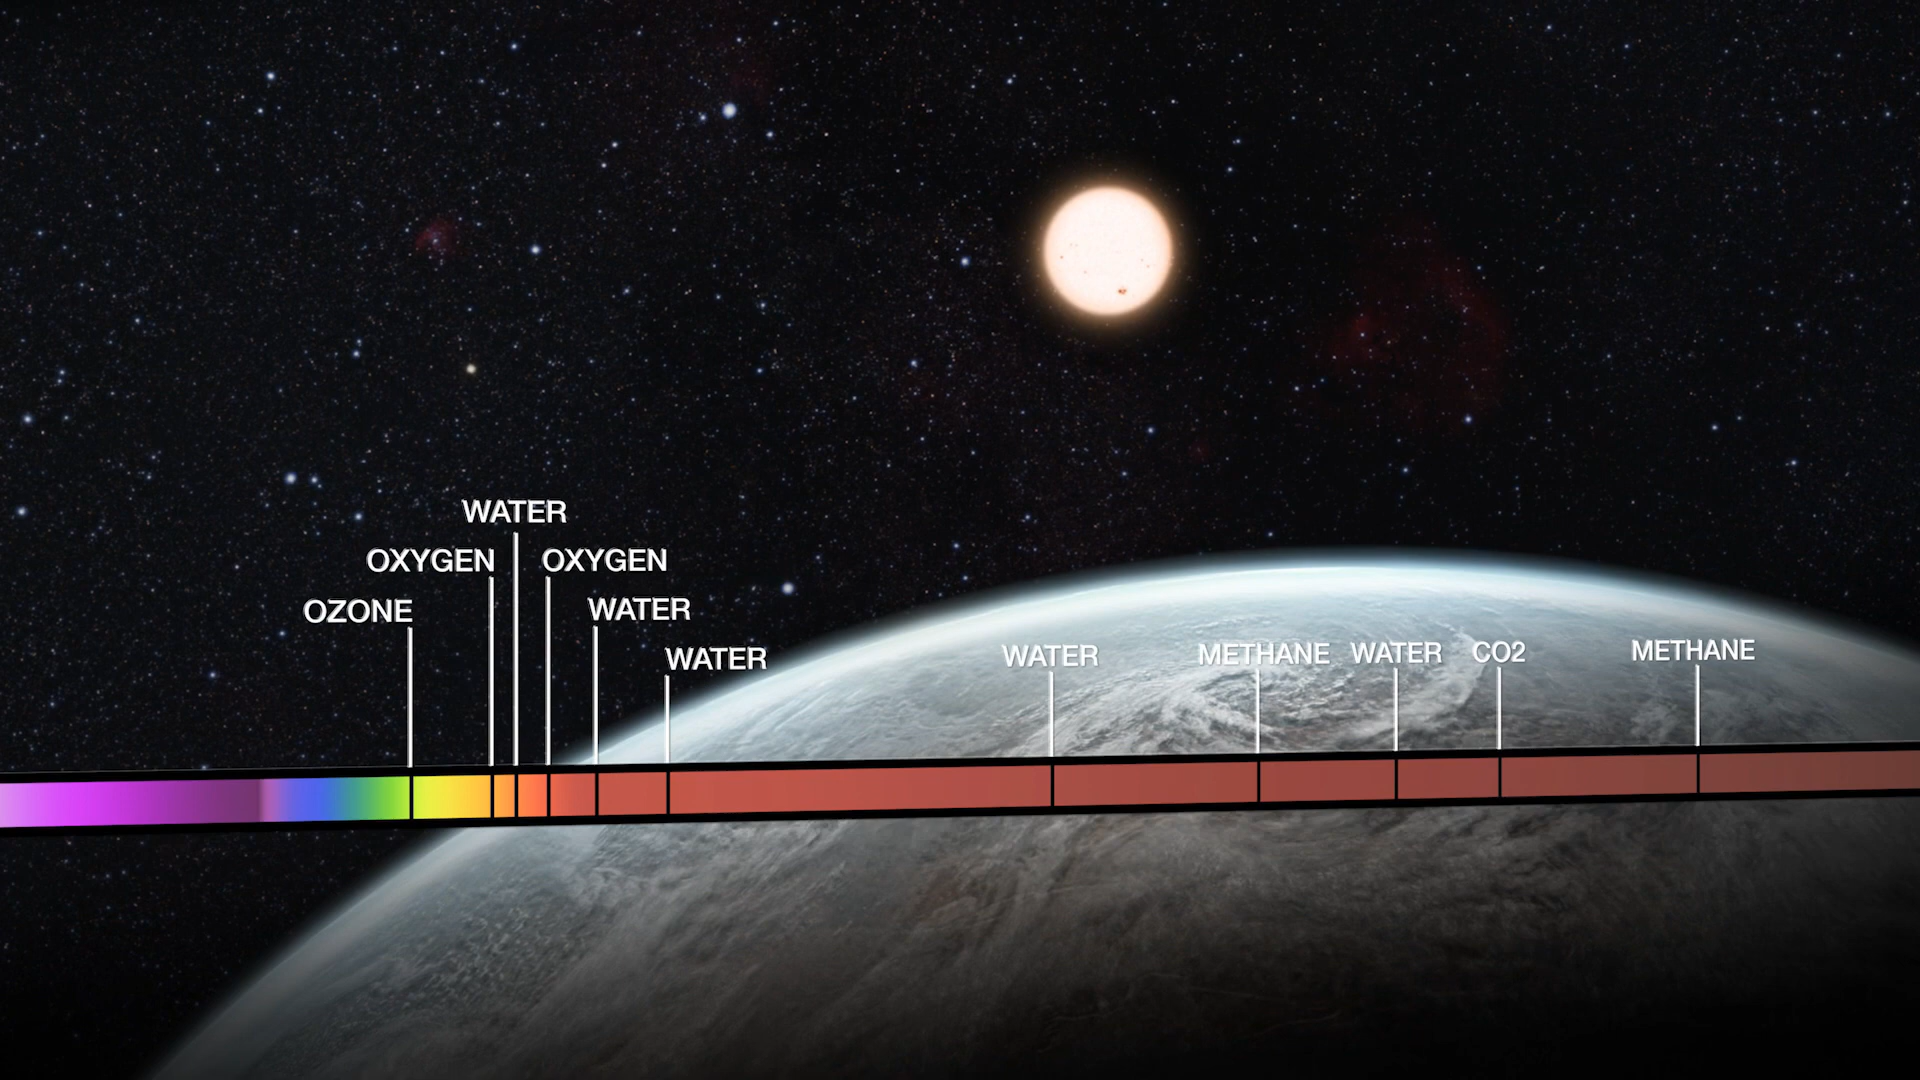 WATER
OXYGEN OXYGEN
OZONE WATER
WATER WATER METHANE WATER CO2 METHANE